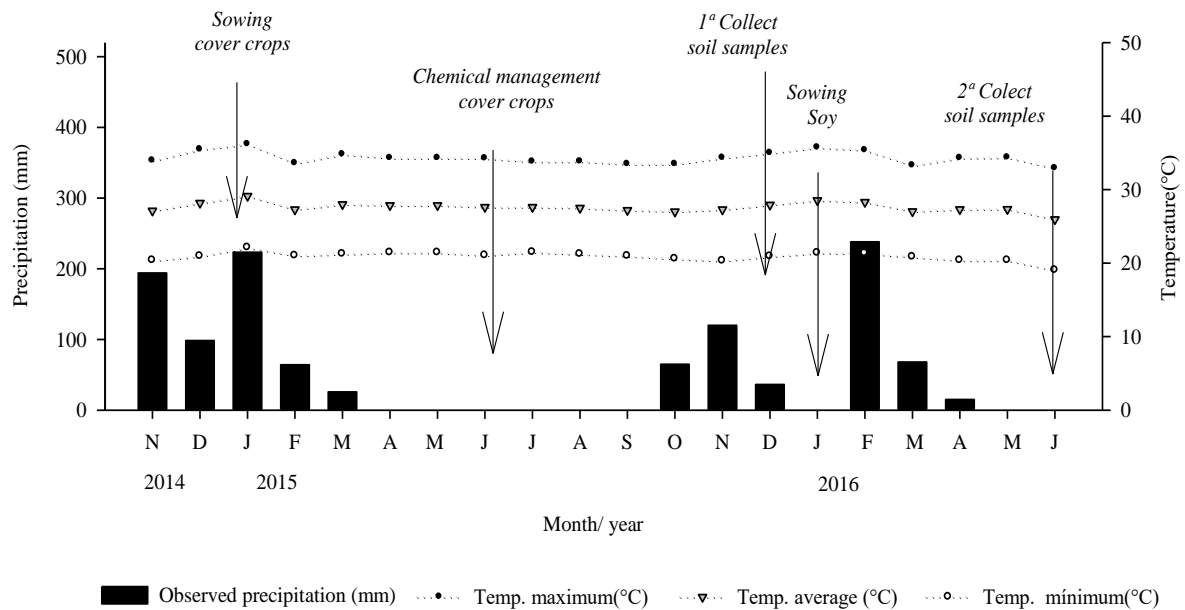 Sowing
cover crops
Chemical management
cover crops
1ª Collect
soil samples
Sowing
Soy
2ª Colect
soil samples
Precipitation (mm)
500
400
300
200
100
0
50
40
30
20
10
0
Temperature(°C)
N D J F M A M J J A S O N D J F M A M J
2014 2015 2016
Month/ year
Observed precipitation (mm) Temp. maximum(°C) Temp. average (°C) Temp. mínimum(°C)